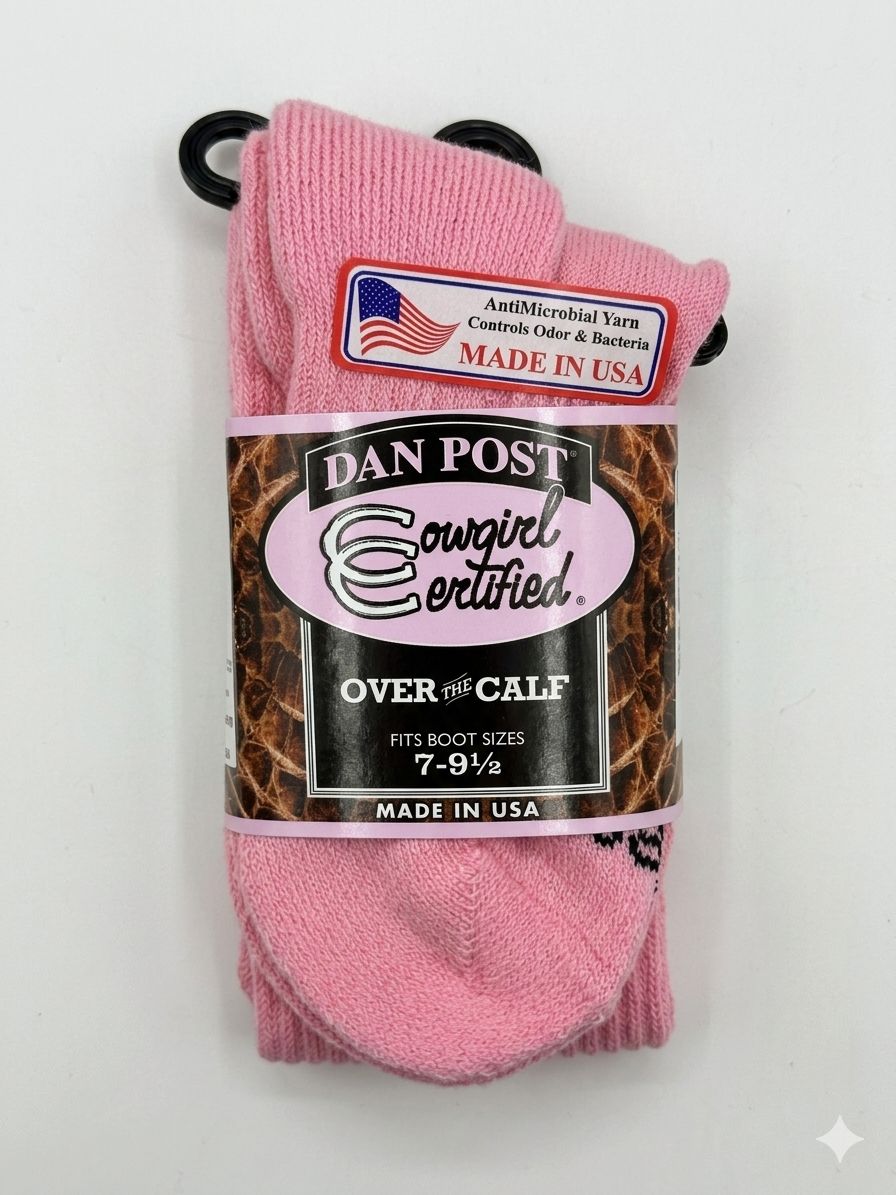 AntiMicrobial Yarn
Controls Odor & Bacteria
MADE IN USA
DAN POST®
Cowgirl
Certified®
OVER THE CALF
FITS BOOT SIZES
7-9½
MADE IN USA